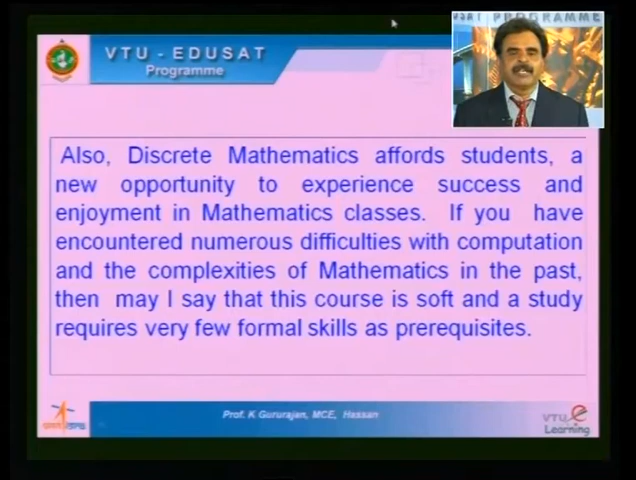 VTU - EDUSAT
Programme
USAT PROGRAMME
Also, Discrete Mathematics affords students, a
new opportunity to experience success and
enjoyment in Mathematics classes. If you have
encountered numerous difficulties with computation
and the complexities of Mathematics in the past,
then may I say that this course is soft and a study
requires very few formal skills as prerequisites.
Prof. K Gururajan, MCE, Hassan
VTU e
Learning